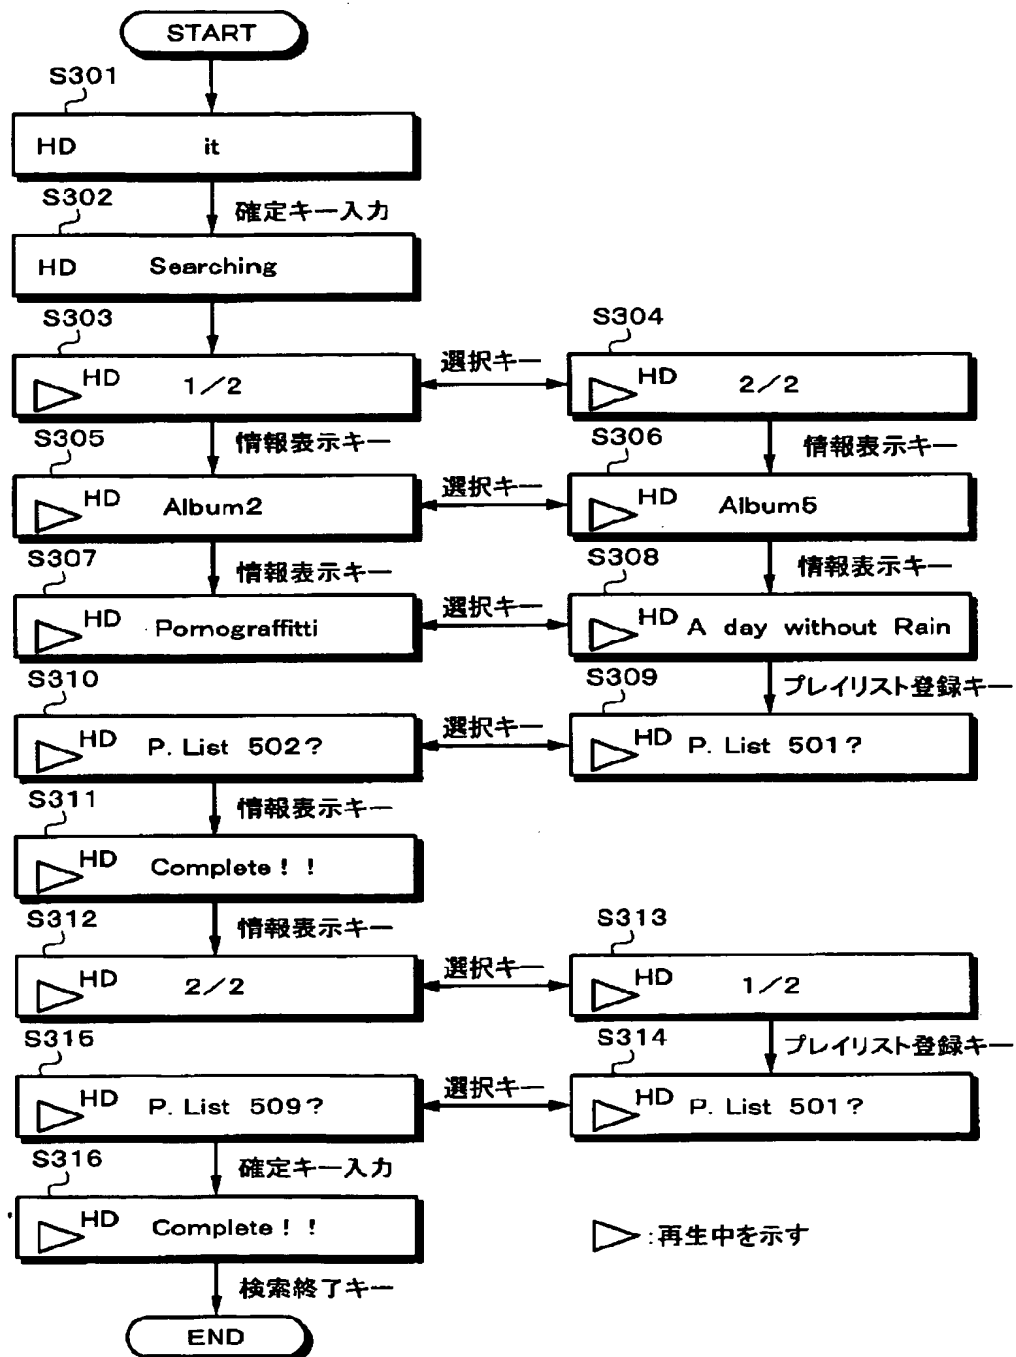 START
S301
HD it
S302
確定キー入力
HD Searching
S303
S304
HD 1/2
選択キー
HD 2/2
S305
情報表示キー
S306
情報表示キー
HD Album2
選択キー
HD Album5
S307
情報表示キー
S308
情報表示キー
HD Pornograffitti
選択キー
HD A day without Rain
S310
S309
プレイリスト登録キー
HD P. List 502?
選択キー
HD P. List 501?
S311
情報表示キー
HD Complete!!
S312
情報表示キー
S313
HD 2/2
選択キー
HD 1/2
S315
S314
プレイリスト登録キー
HD P. List 509?
選択キー
HD P. List 501?
S316
確定キー入力
HD Complete!!
:再生中を示す
検索終了キー
END